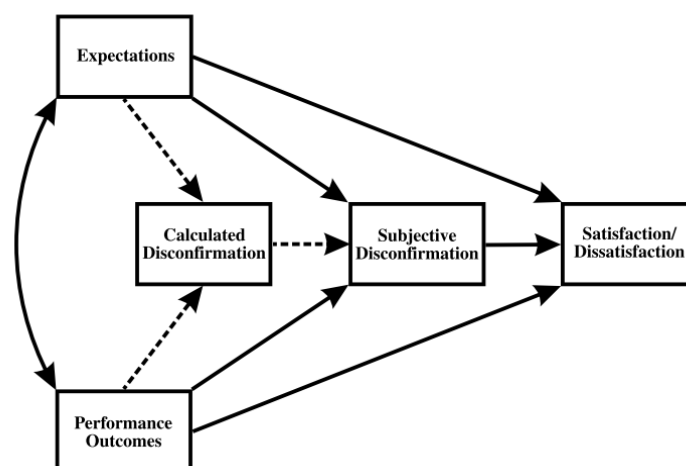 Expectations
Calculated
Disconfirmation
Subjective
Disconfirmation
Satisfaction/
Dissatisfaction
Performance
Outcomes